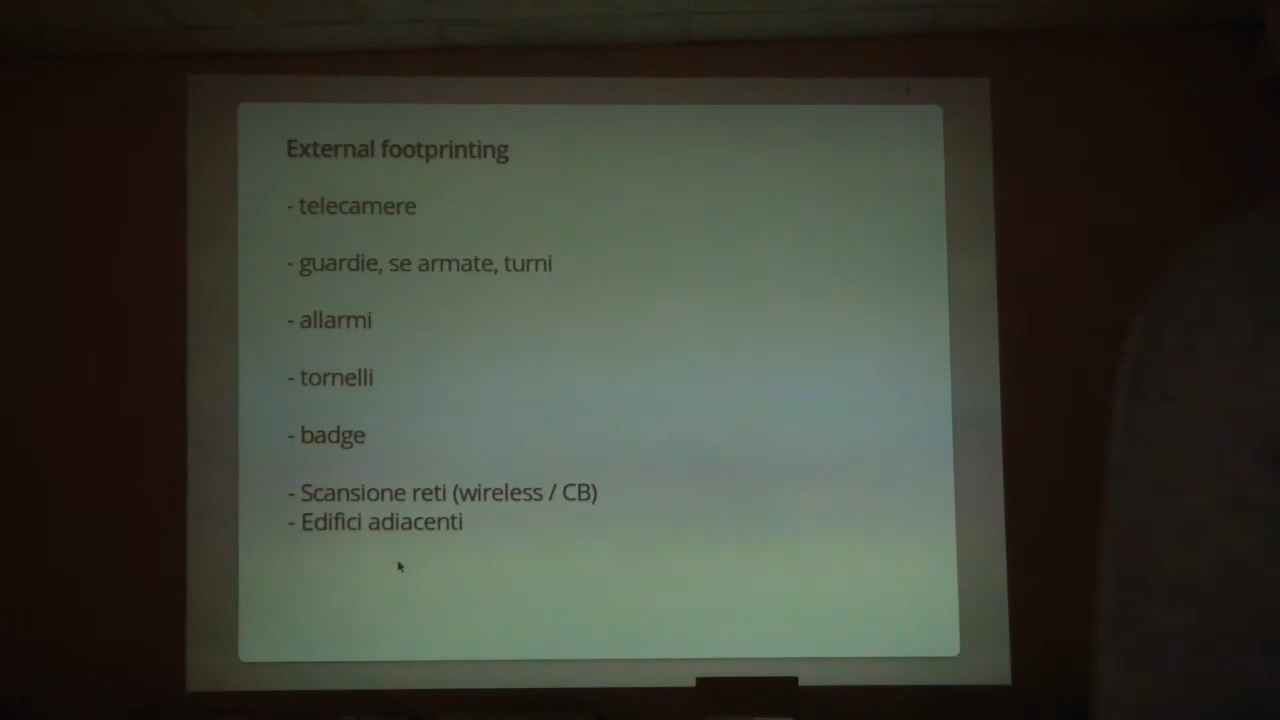 External footprinting
- telecamere
- guardie, se armate, turni
- allarmi
- tornelli
- badge
- Scansione reti (wireless / CB)
- Edifici adiacenti